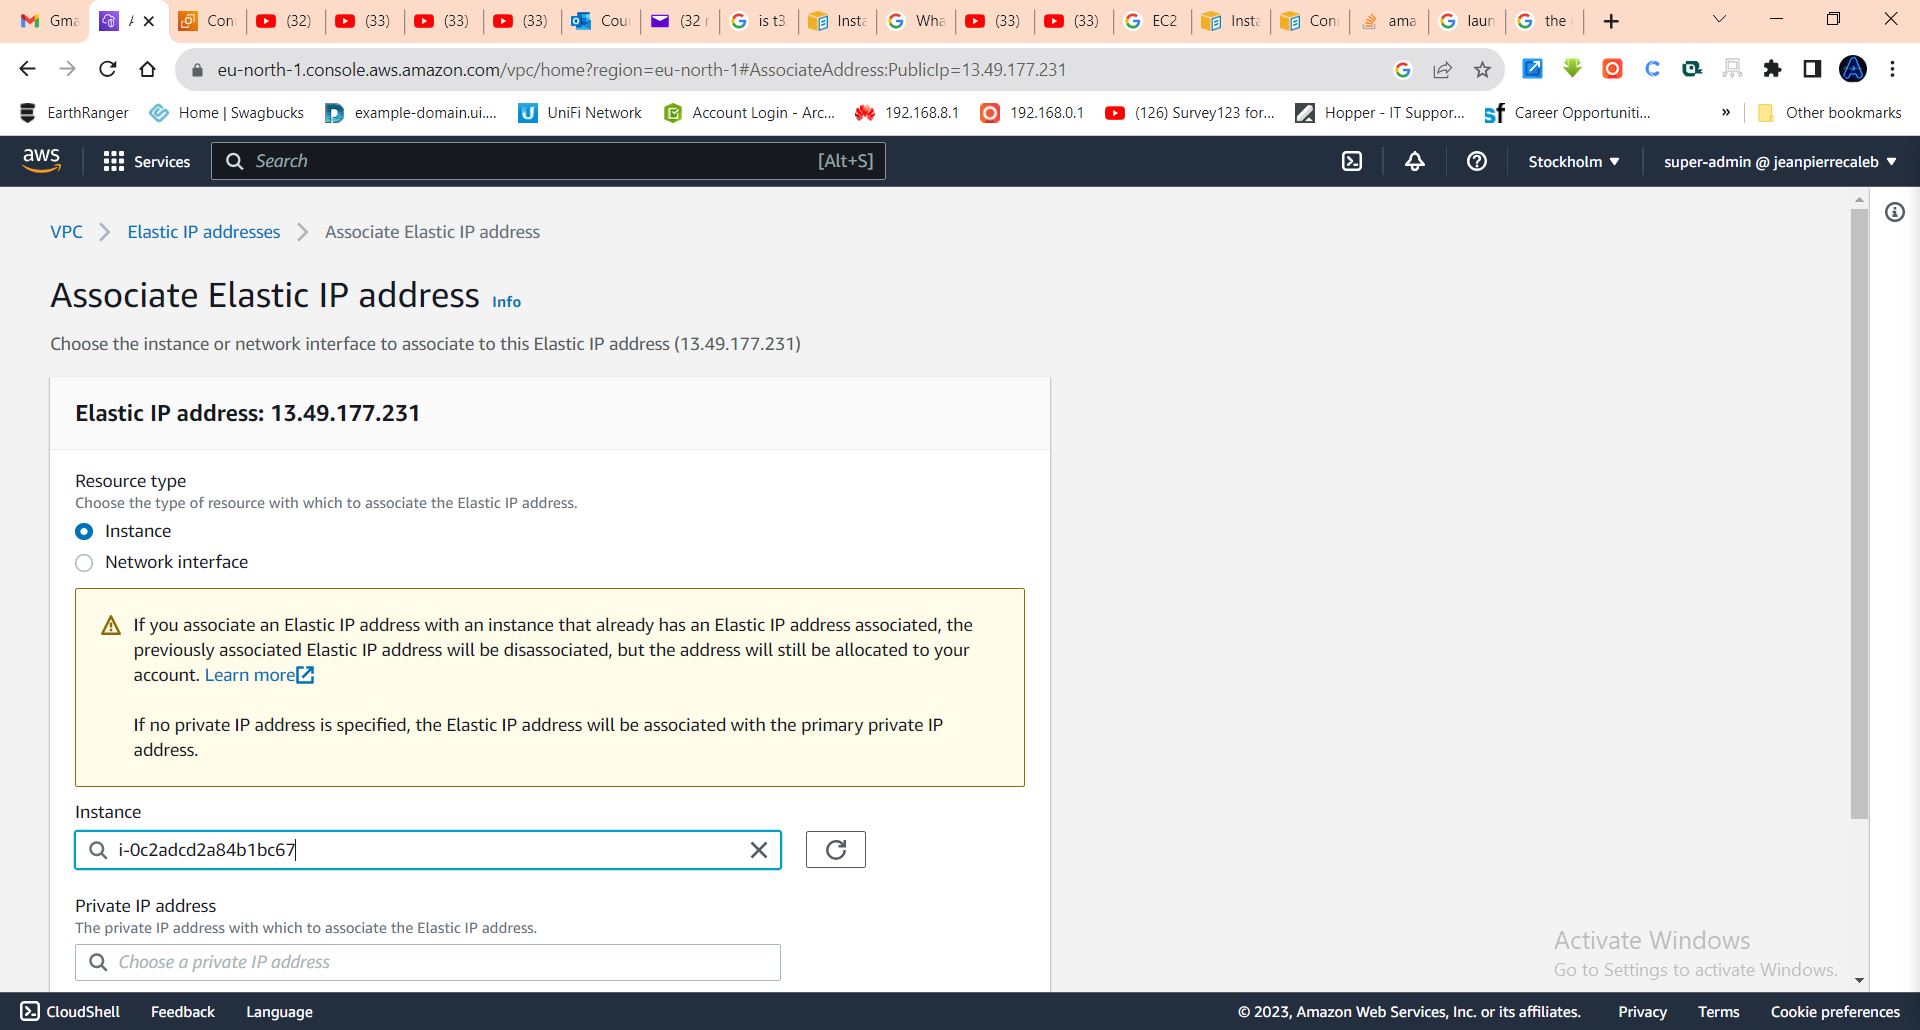 Gma
(32)
(33)
(33)
(33)
Cou
(32 r
is t3
Insta
Wha
(33)
(33)
EC2
Insta
Con
ama
laun
the
eu-north-1.console.aws.amazon.com/vpc/home?region=eu-north-1#AssociateAddress:PublicIp=13.49.177.231
EarthRanger
Home | Swagbucks
example-domain.ui....
UniFi Network
Account Login - Arc...
192.168.8.1
192.168.0.1
(126) Survey123 for...
Hopper - IT Suppor...
Career Opportuniti...
»
Other bookmarks
aws
Services
Search
[Alt+S]
Stockholm
super-admin @ jeanpierrecaleb
VPC
Elastic IP addresses
Associate Elastic IP address
Associate Elastic IP address Info
Choose the instance or network interface to associate to this Elastic IP address (13.49.177.231)
Elastic IP address: 13.49.177.231
Resource type
Choose the type of resource with which to associate the Elastic IP address.
Instance
Network interface
If you associate an Elastic IP address with an instance that already has an Elastic IP address associated, the
previously associated Elastic IP address will be disassociated, but the address will still be allocated to your
account. Learn more
If no private IP address is specified, the Elastic IP address will be associated with the primary private IP
address.
Instance
i-0c2adcd2a84b1bc67
Private IP address
The private IP address with which to associate the Elastic IP address.
Choose a private IP address
Activate Windows
Go to Settings to activate Windows.
CloudShell
Feedback
Language
© 2023, Amazon Web Services, Inc. or its affiliates.
Privacy
Terms
Cookie preferences